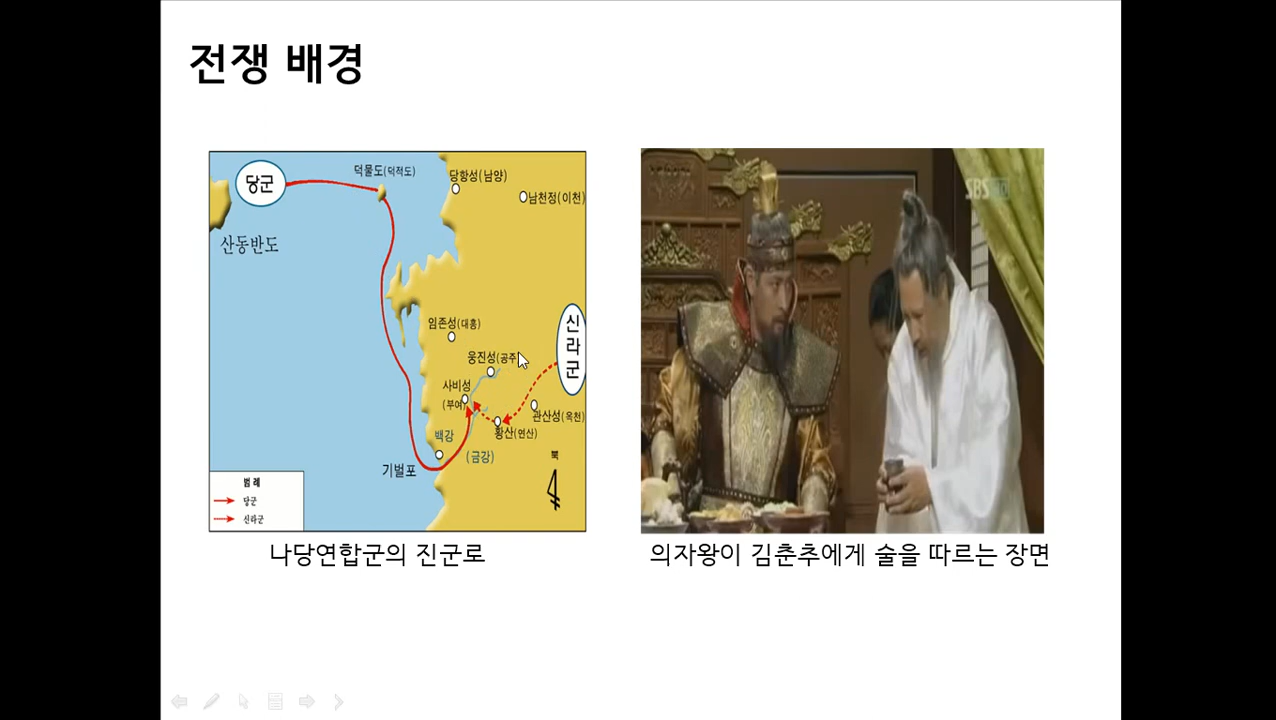 전쟁 배경
당군
덕물도(덕적도)
당항성(남양)
남천정(이천)
산동반도
신라군
임존성(대흥)
웅진성(공주
사비성
(부여)
관산성(옥천)
황산(연산)
백강
(금강)
기벌포
북
범례
당군
신라군
SBS
나당연합군의 진군로
의자왕이 김춘추에게 술을 따르는 장면